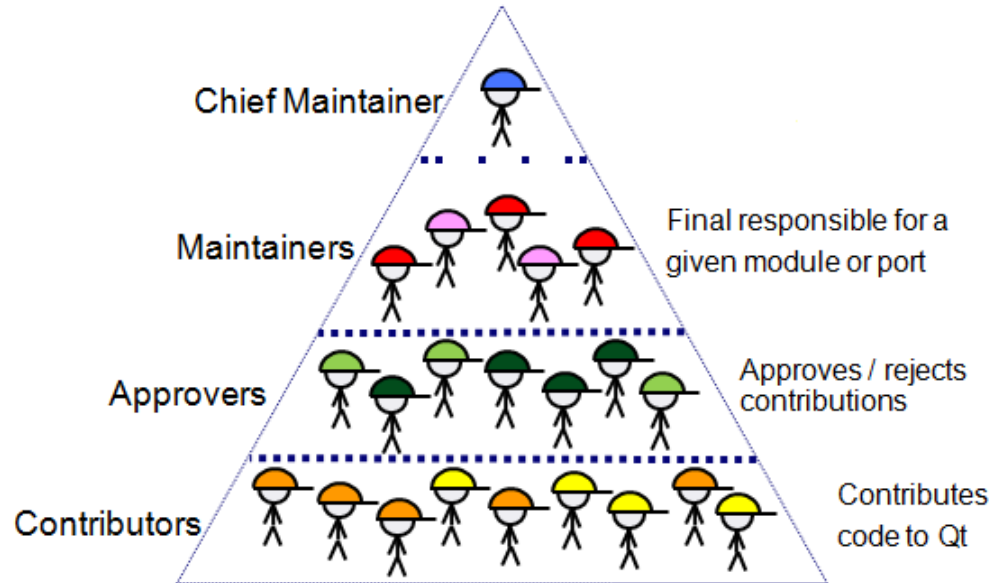 Chief Maintainer
Maintainers
Final responsible for a
given module or port
Approvers
Approves / rejects
contributions
Contributors
Contributes
code to Qt